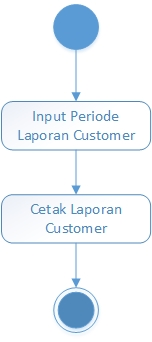 Input Periode
Laporan Customer
Cetak Laporan
Customer